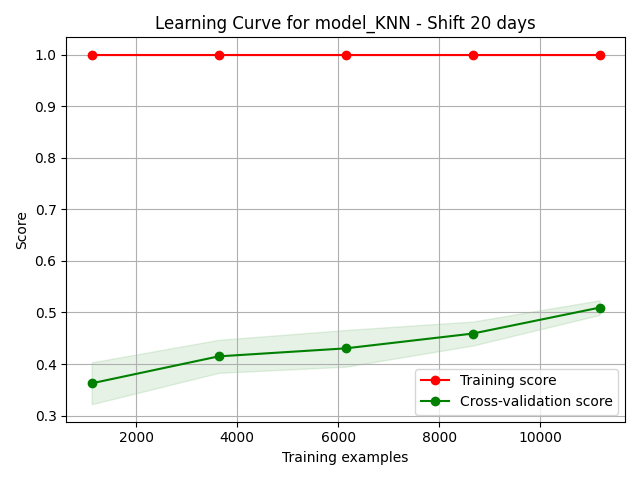 Learning Curve for model_KNN - Shift 20 days
1.0
0.9
0.8
0.7
0.6
0.5
0.4
0.3
Score
2000 4000 6000 8000 10000
Training examples
Training score
Cross-validation score